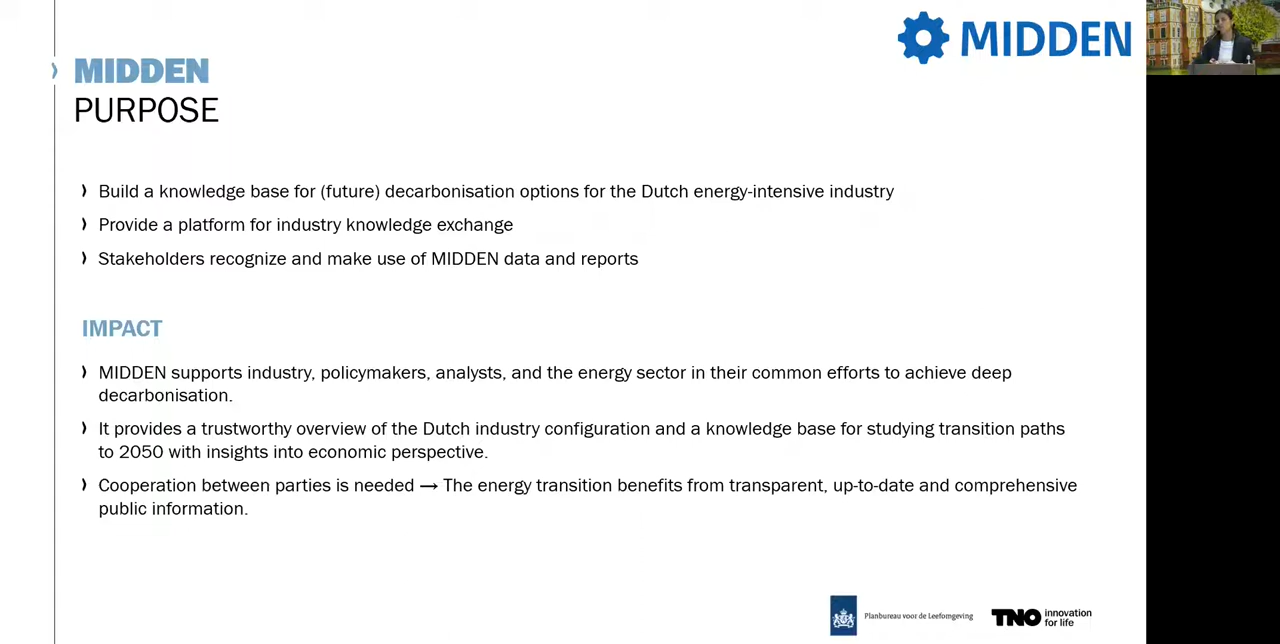 MIDDEN
MIDDEN
PURPOSE
Build a knowledge base for (future) decarbonisation options for the Dutch energy-intensive industry
Provide a platform for industry knowledge exchange
Stakeholders recognize and make use of MIDDEN data and reports
IMPACT
MIDDEN supports industry, policymakers, analysts, and the energy sector in their common efforts to achieve deep
decarbonisation.
It provides a trustworthy overview of the Dutch industry configuration and a knowledge base for studying transition paths
to 2050 with insights into economic perspective.
Cooperation between parties is needed → The energy transition benefits from transparent, up-to-date and comprehensive
public information.
Planbureau voor de Leefomgeving
TNO innovation
for life